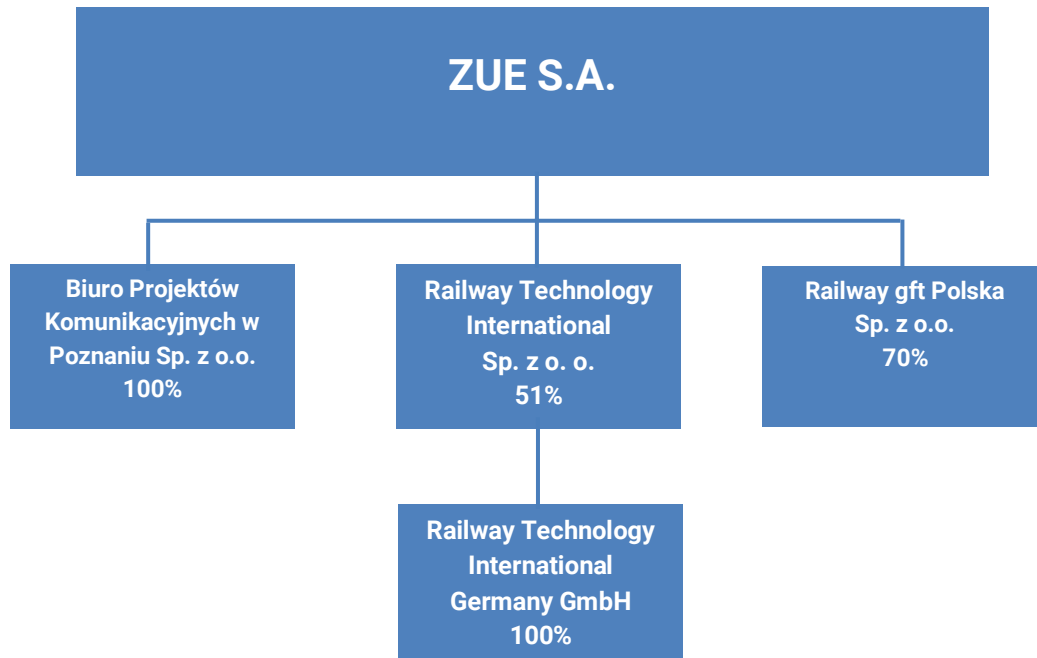 ZUE S.A.
Biuro Projektów
Komunikacyjnych w
Poznaniu Sp. z o.o.
100%
Railway Technology
International
Sp. z o. o.
51%
Railway gft Polska
Sp. z o.o.
70%
Railway Technology
International
Germany GmbH
100%